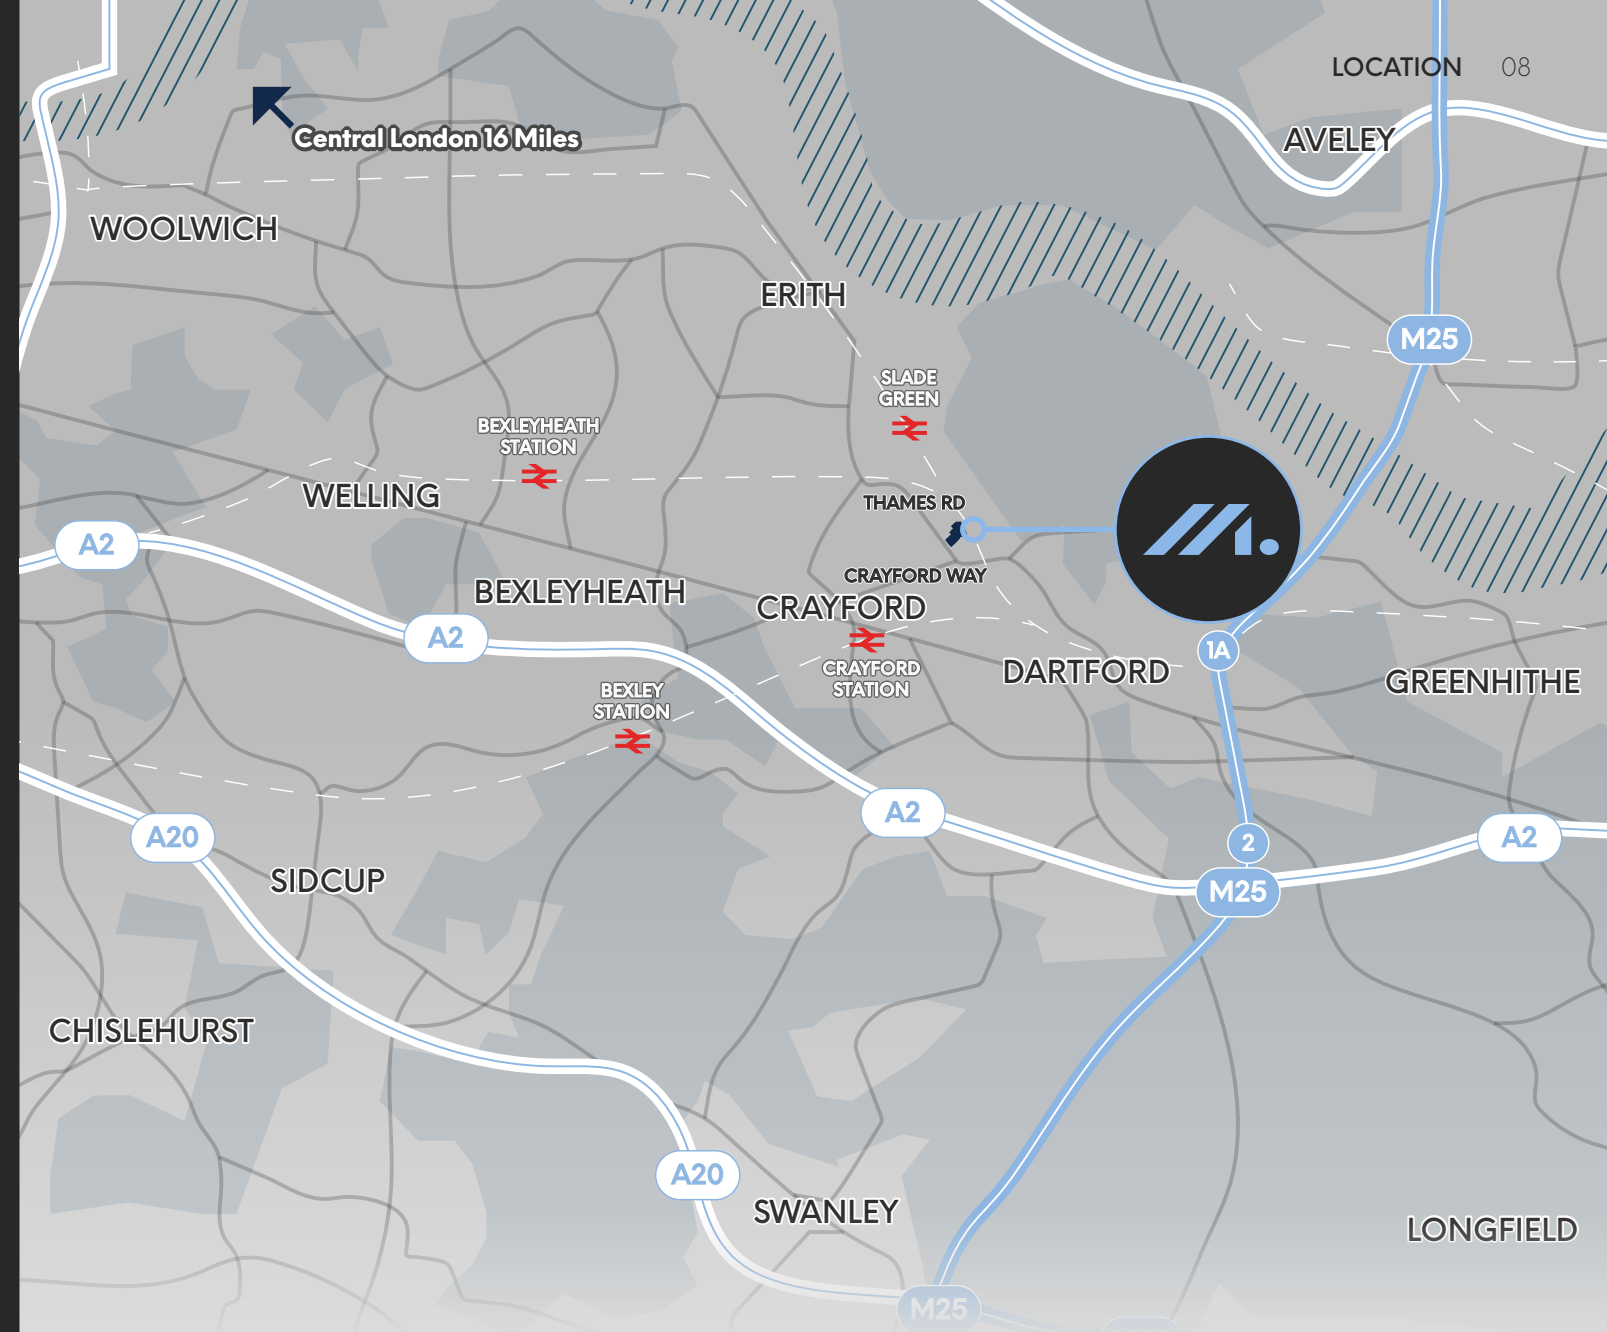 LOCATION 08
Central London 16 Miles
AVELEY
WOOLWICH
ERITH
M25
SLADE
GREEN
BEXLEYHEATH
STATION
WELLING
THAMES RD
A2
CRAYFORD WAY
BEXLEYHEATH
CRAYFORD
A2
1A
CRAYFORD
STATION
DARTFORD
GREENHITHE
BEXLEY
STATION
A2
A20
A2
2
SIDCUP
M25
CHISLEHURST
A20
SWANLEY
LONGFIELD
M25